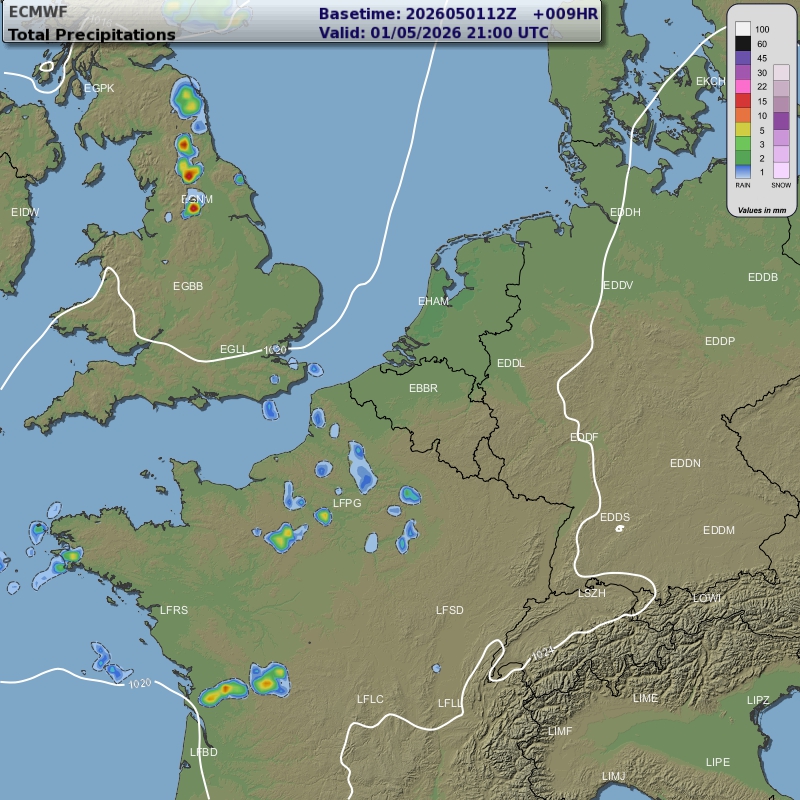 ECMWF
Basetime: 2026050112Z +009HR
Total Precipitations
Valid: 01/05/2026 21:00 UTC
100
60
45
30
22
15
10
5
3
2
1
RAIN SNOW
Values in mm
EGPK
EKCH
EIDW
EGNM
EDDH
EGBB
EDDV
EDDB
EHAM
EGLL
1020
EDDL
EDDP
EBBR
EDDF
EDDN
LFPG
EDDS
EDDM
LFRS
LFSD
LSZH
LOWI
1024
1020
LFLC
LFLL
LIME
LIPZ
LIMF
LFBD
LIPE
LIMJ